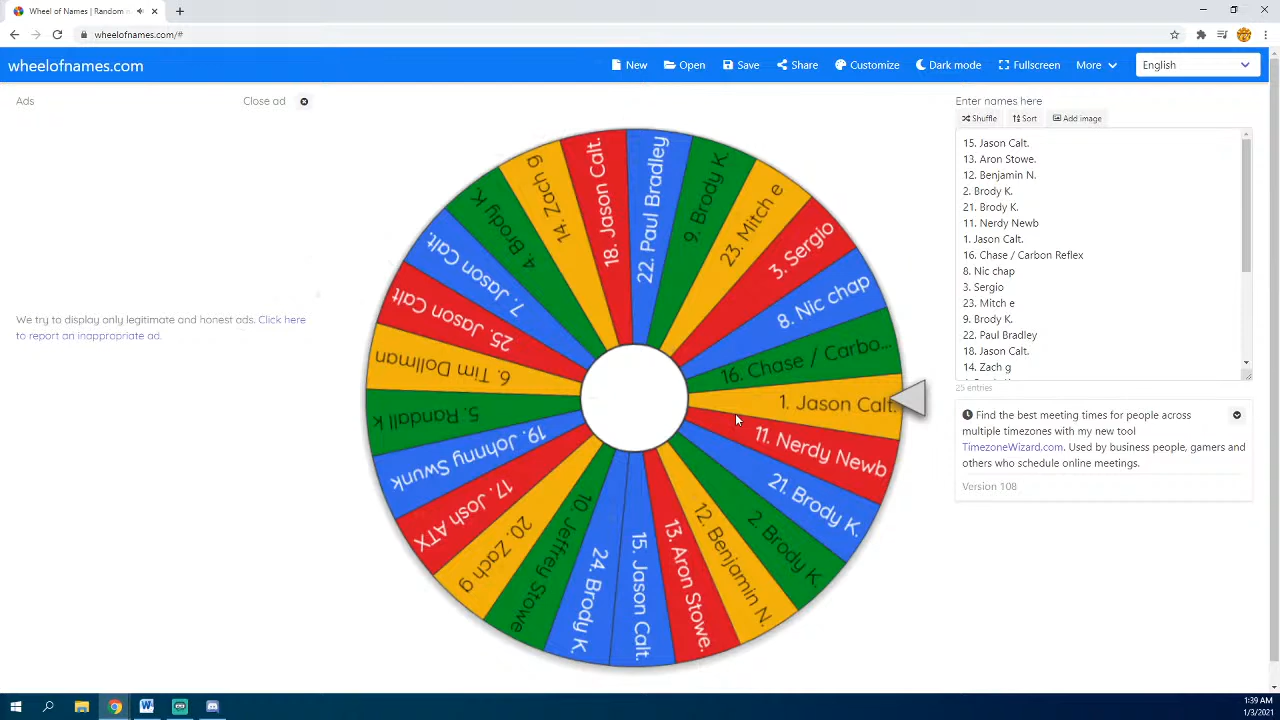 Wheel of Names | Random
wheelofnames.com/#
wheelofnames.com
New
Open
Save
Share
Customize
Dark mode
Fullscreen
More
English
Ads
Close ad
We try to display only legitimate and honest ads. Click here
to report an inappropriate ad.
18. Jason Calt.
22. Paul Bradley
9. Brody K.
23. Mitch e
3. Sergio
8. Nic chap
16. Chase / Carbo...
1. Jason Calt.
11. Nerdy Newb
21. Brody K.
2. Brody K.
12. Benjamin N.
13. Aron Stowe.
15. Jason Calt.
24. Brody K.
10. Jeffrey Stowe
20. Zach g
17. Josh ATX
19. Johnny Swunk
5. Randall k
6. Tim Dollman
25. Jason Calt
7. Jason Calt.
4. Brody K.
14. Zach g
Enter names here
Shuffle
Sort
Add image
15. Jason Calt.
13. Aron Stowe.
12. Benjamin N.
2. Brody K.
21. Brody K.
11. Nerdy Newb
1. Jason Calt.
16. Chase / Carbon Reflex
8. Nic chap
3. Sergio
23. Mitch e
9. Brody K.
22. Paul Bradley
18. Jason Calt.
14. Zach g
25 entries
Find the best meeting times for people across
multiple timezones with my new tool
TimezoneWizard.com. Used by business people, gamers and
others who schedule online meetings.
Version 108
1:39 AM
1/3/2021